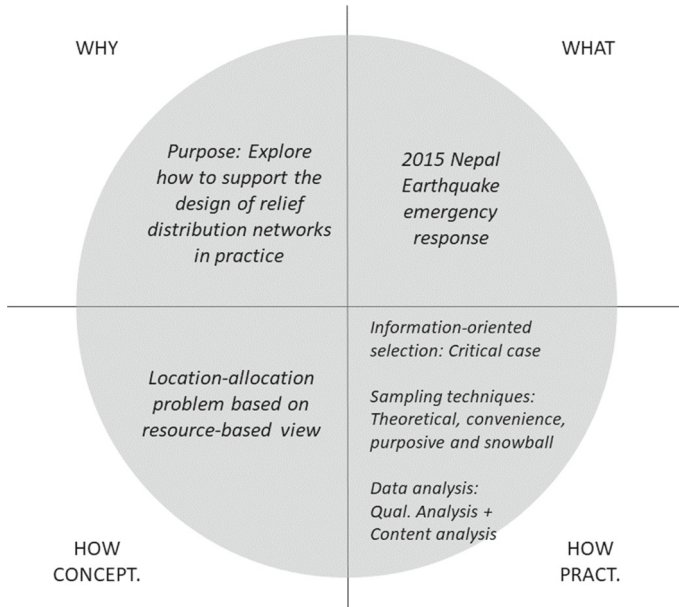 WHY
WHAT
Purpose: Explore
how to support the
design of relief
distribution networks
in practice
2015 Nepal
Earthquake
emergency
response
Location-allocation
problem based on
resource-based view
Information-oriented
selection: Critical case
Sampling techniques:
Theoretical, convenience,
purposive and snowball
Data analysis:
Qual. Analysis +
Content analysis
HOW
CONCEPT.
HOW
PRACT.